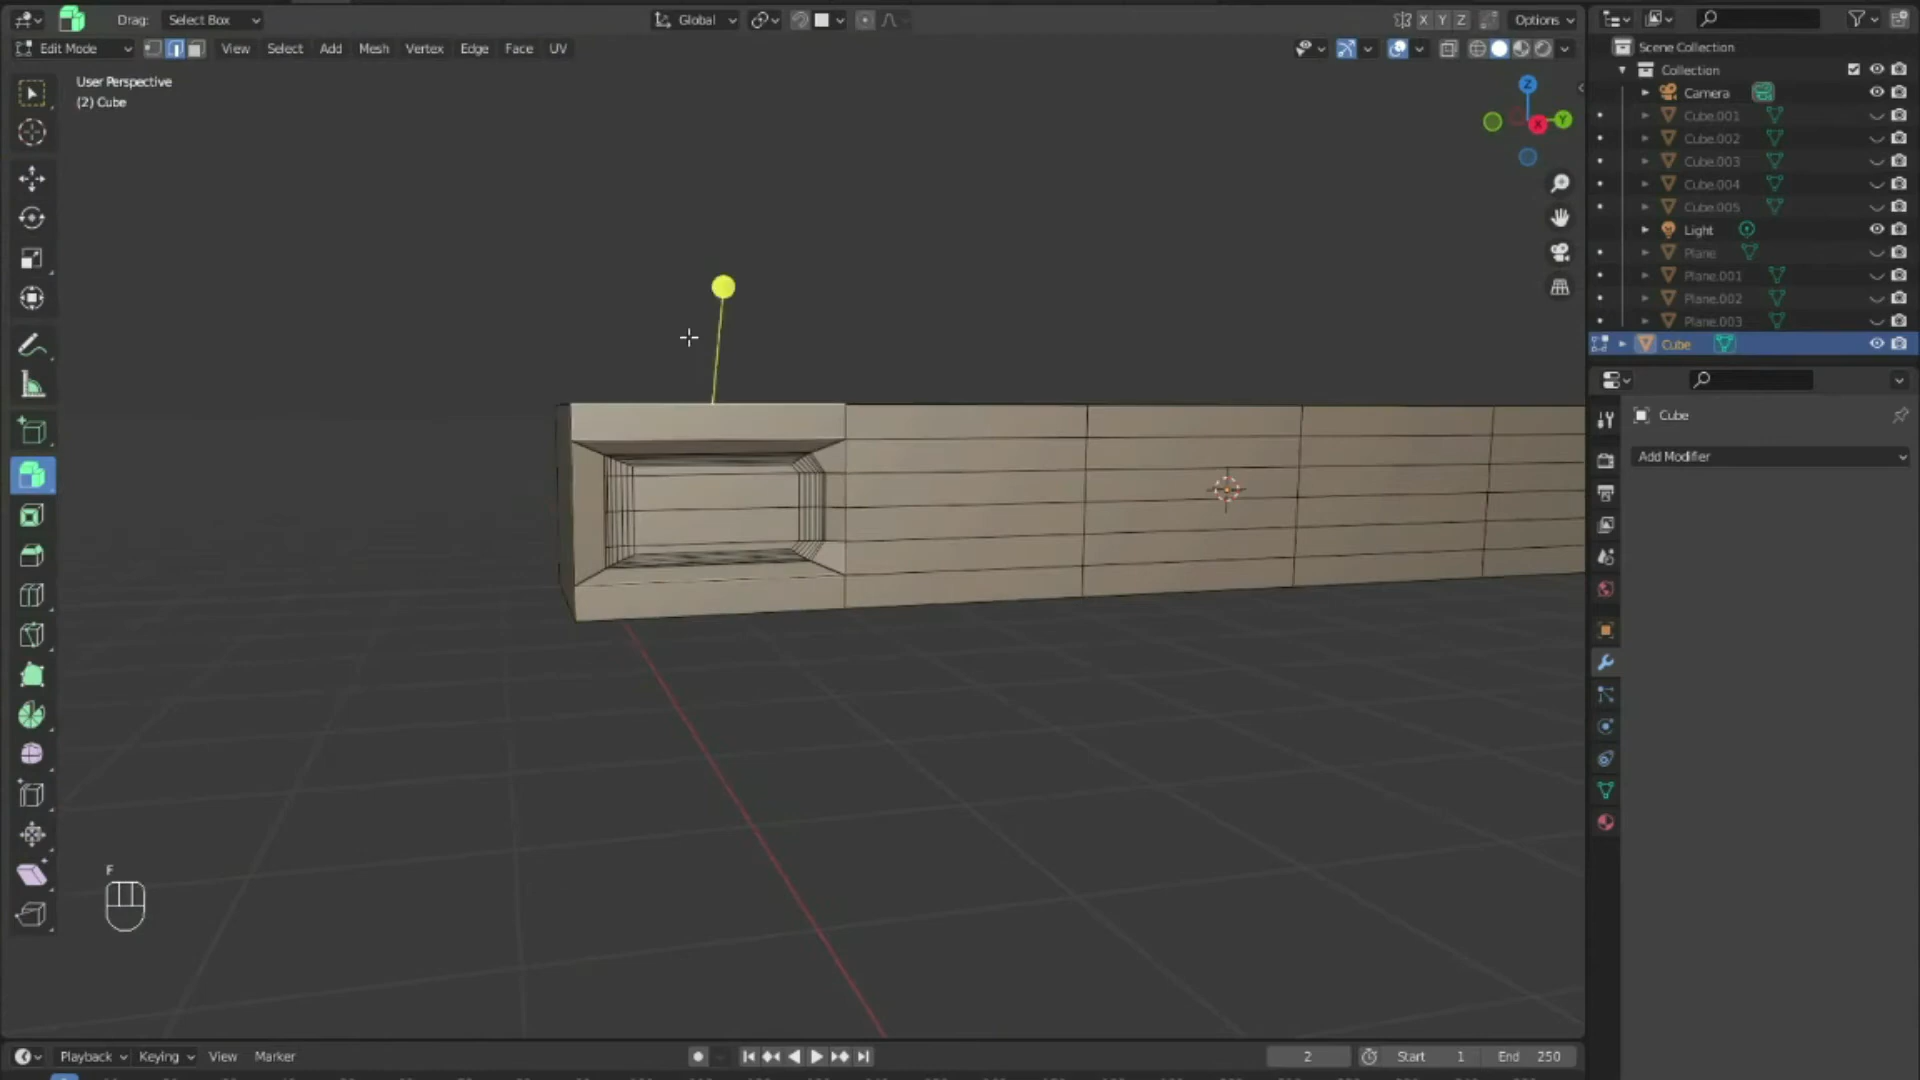 Drag: Select Box Global X Y Z Options
Edit Mode View Select Add Mesh Vertex Edge Face UV
User Perspective
(2) Cube
Z
X Y
F
Scene Collection
Collection
Camera
Cube.001
Cube.002
Cube.003
Cube.004
Cube.005
Light
Plane
Plane.001
Plane.002
Plane.003
Cube
Cube
Add Modifier
Playback Keying View Marker 2 Start 1 End 250